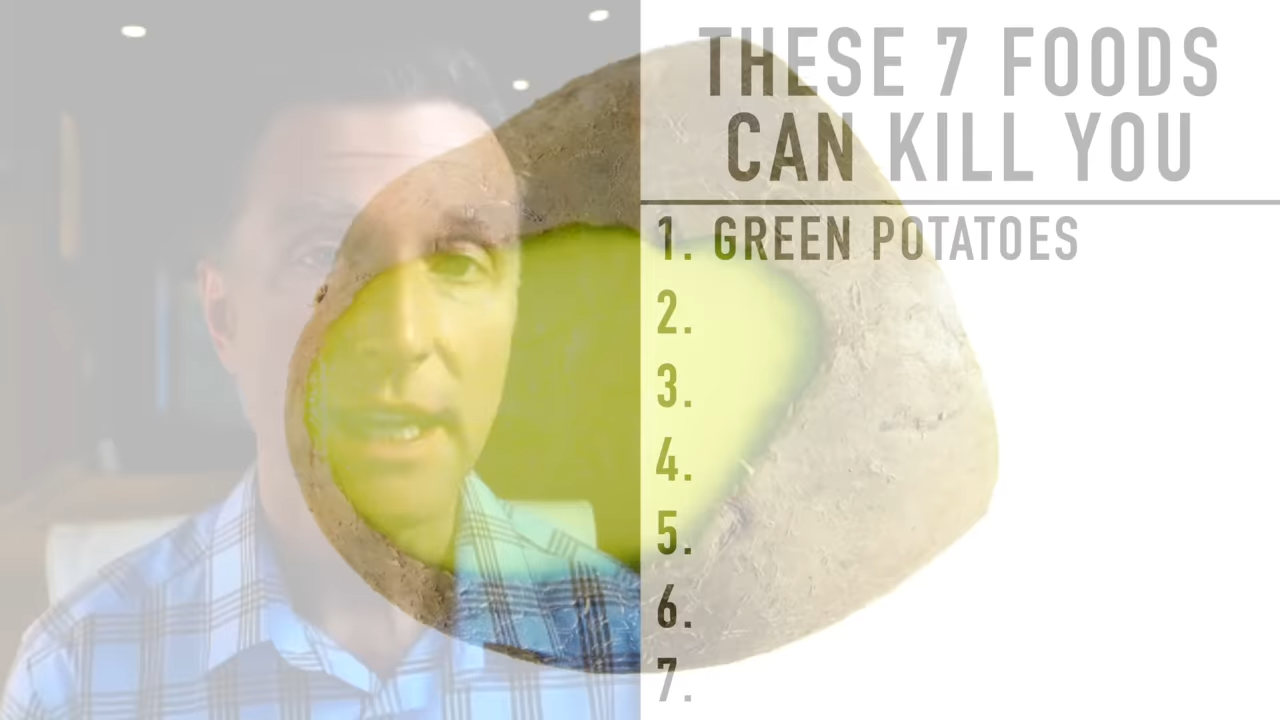 THESE 7 FOODS
CAN KILL YOU
1. GREEN POTATOES
2.
3.
4.
5.
6.
7.